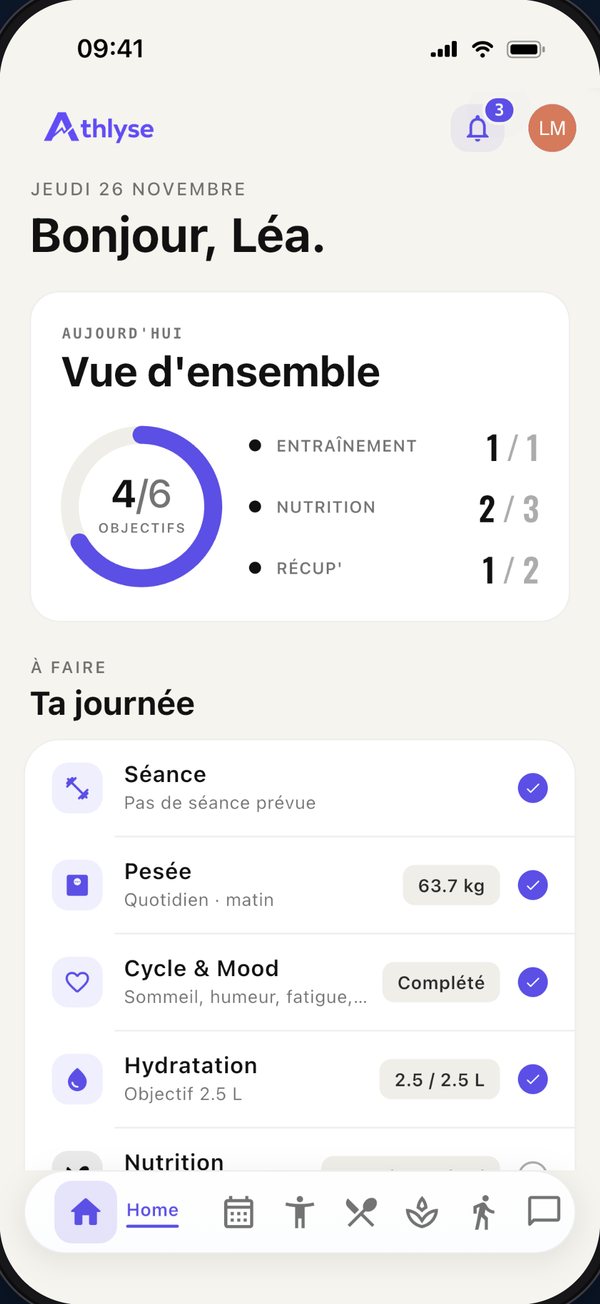 09:41
Athlyse
3
LM
JEUDI 26 NOVEMBRE
Bonjour, Léa.
AUJOURD'HUI
Vue d'ensemble
4/6
OBJECTIFS
ENTRAÎNEMENT 1 / 1
NUTRITION 2 / 3
RÉCUP' 1 / 2
À FAIRE
Ta journée
Séance
Pas de séance prévue
Pesée
Quotidien · matin
63.7 kg
Cycle & Mood
Sommeil, humeur, fatigue,...
Complété
Hydratation
Objectif 2.5 L
2.5 / 2.5 L
Nutrition
Home